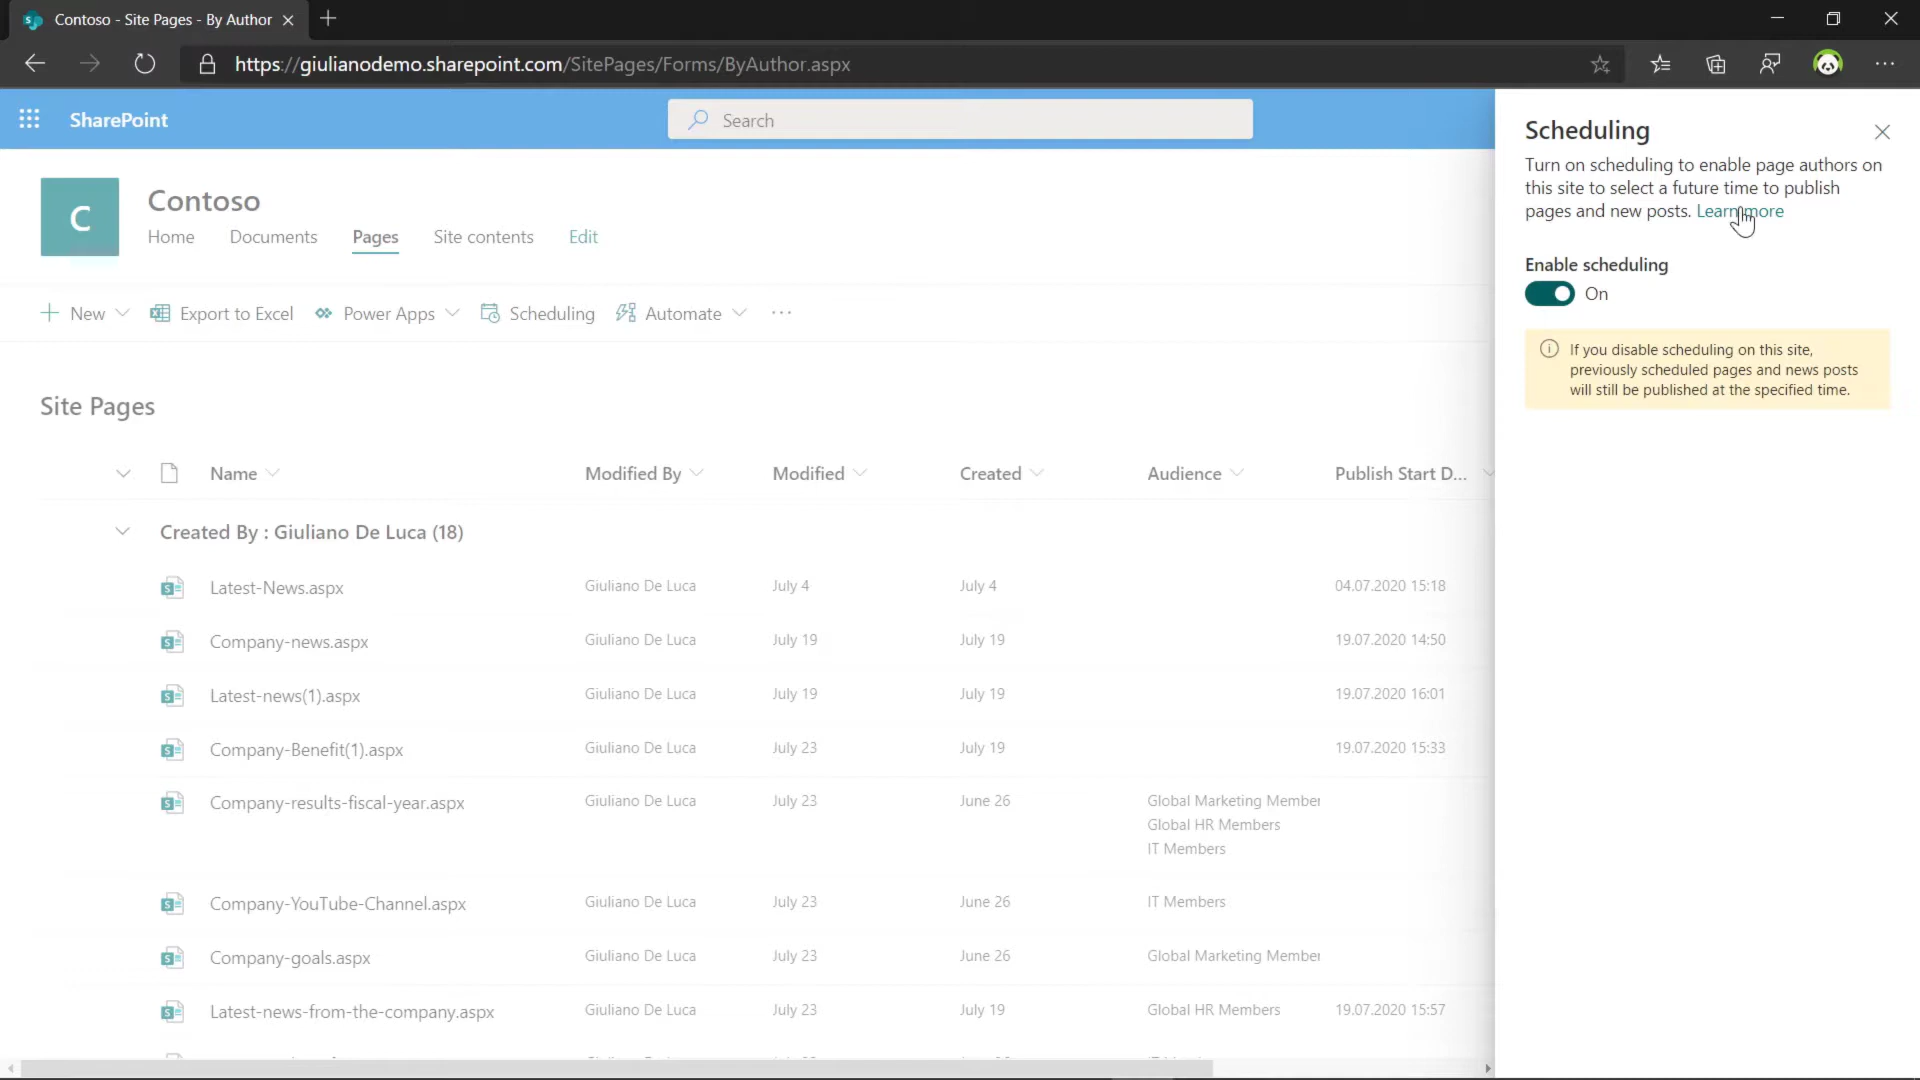 Contoso - Site Pages - By Author
https://giulianodemo.sharepoint.com/SitePages/Forms/ByAuthor.aspx
SharePoint
Search
C
Contoso
Home Documents Pages Site contents Edit
New Export to Excel Power Apps Scheduling Automate
Site Pages
Name Modified By Modified Created Audience Publish Start D...
Created By : Giuliano De Luca (18)
Latest-News.aspx Giuliano De Luca July 4 July 4 04.07.2020 15:18
Company-news.aspx Giuliano De Luca July 19 July 19 19.07.2020 14:50
Latest-news(1).aspx Giuliano De Luca July 19 July 19 19.07.2020 16:01
Company-Benefit(1).aspx Giuliano De Luca July 23 July 19 19.07.2020 15:33
Company-results-fiscal-year.aspx Giuliano De Luca July 23 June 26 Global Marketing Member
Global HR Members
IT Members
Company-YouTube-Channel.aspx Giuliano De Luca July 23 June 26 IT Members
Company-goals.aspx Giuliano De Luca July 23 June 26 Global Marketing Member
Latest-news-from-the-company.aspx Giuliano De Luca July 23 July 19 Global HR Members 19.07.2020 15:57
Scheduling
Turn on scheduling to enable page authors on
this site to select a future time to publish
pages and new posts. Learn more
Enable scheduling
On
If you disable scheduling on this site,
previously scheduled pages and news posts
will still be published at the specified time.